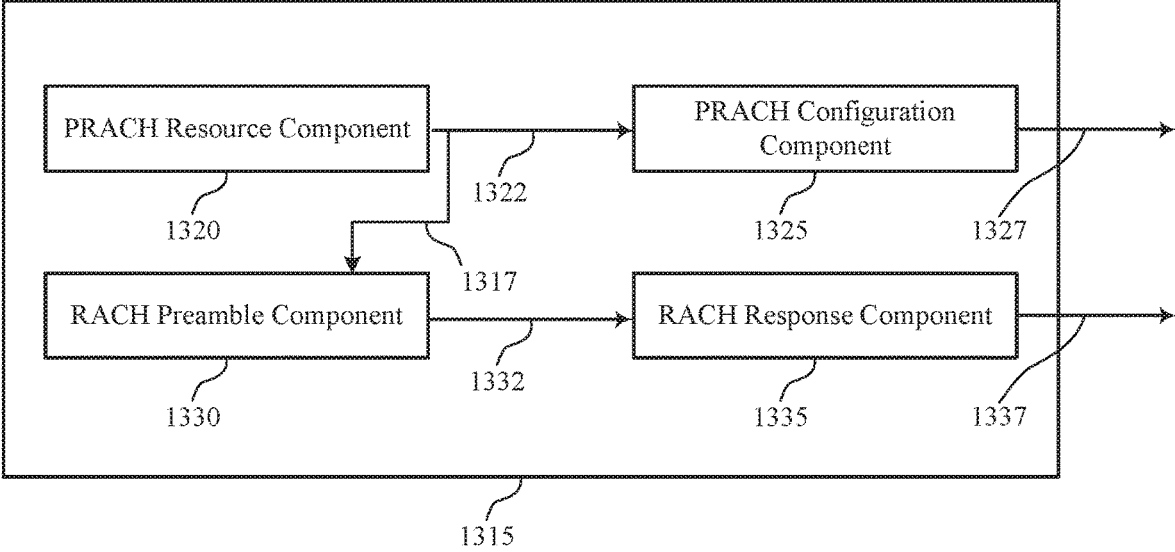 PRACH Resource Component
PRACH Configuration
Component
1320
1322
1325
1327
1317
RACH Preamble Component
RACH Response Component
1330
1332
1335
1337
1315